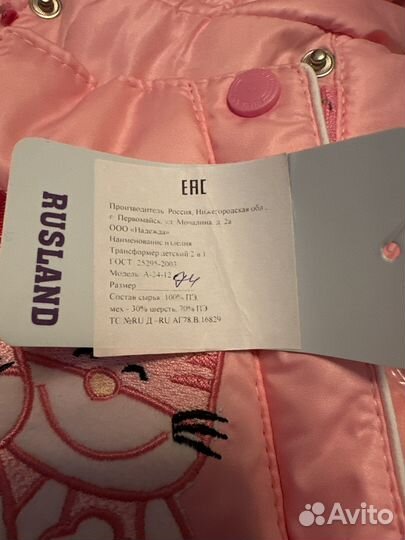 RUSLAND
ЕАС
Производитель Россия, Нижегородская обл.,
г. Первомайск, ул. Мочалина, д. 2а
ООО «Надежда»
Наименование изделия
Трансформер детский 2 в 1
ГОСТ 25295-2003
Модель: А-24-12
Размер 74
Состав сырья: 100% ПЭ,
мех - 30% шерсть, 70% ПЭ
ТС №RU Д –RU АГ78.В.16829
Avito